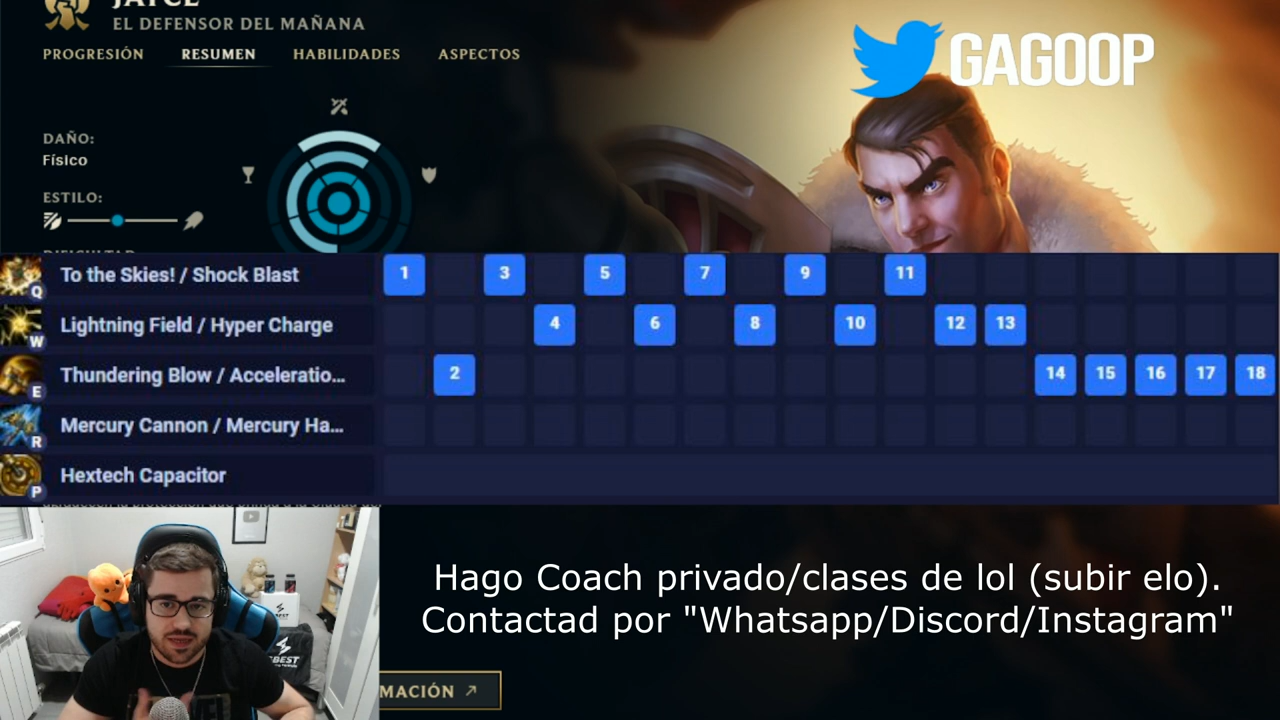 JAYCE
EL DEFENSOR DEL MAÑANA
PROGRESIÓN RESUMEN HABILIDADES ASPECTOS
GAGOOP
DAÑO:
Físico
ESTILO:
To the Skies! / Shock Blast 1 3 5 7 9 11
Q
Lightning Field / Hyper Charge 4 6 8 10 12 13
W
Thundering Blow / Acceleratio... 2 14 15 16 17 18
E
Mercury Cannon / Mercury Ha...
R
Hextech Capacitor
P
Hago Coach privado/clases de lol (subir elo).
Contactad por "Whatsapp/Discord/Instagram"
MACIÓN